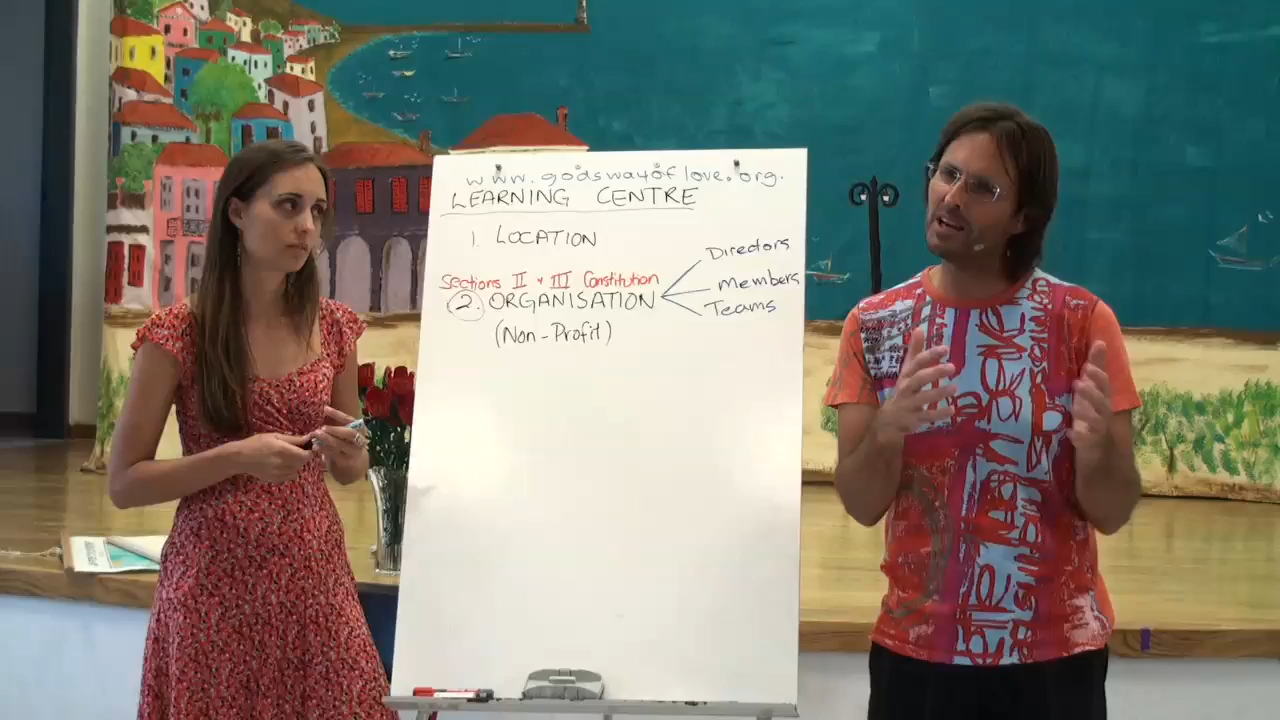 www.godswayoflove.org.
LEARNING CENTRE
1. LOCATION
Sections II + III Constitution
2. ORGANISATION
(Non-Profit)
Directors
Members
Teams